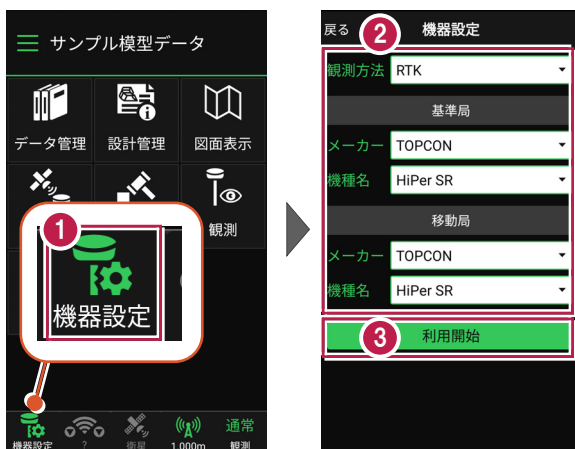 サンプル模型データ
データ管理
設計管理
図面表示
観測
1
機器設定
機器設定
?
衛星
1.000m
通常
観測
戻る
2
機器設定
観測方法
RTK
基準局
メーカー
TOPCON
機種名
HiPer SR
移動局
メーカー
TOPCON
機種名
HiPer SR
3
利用開始